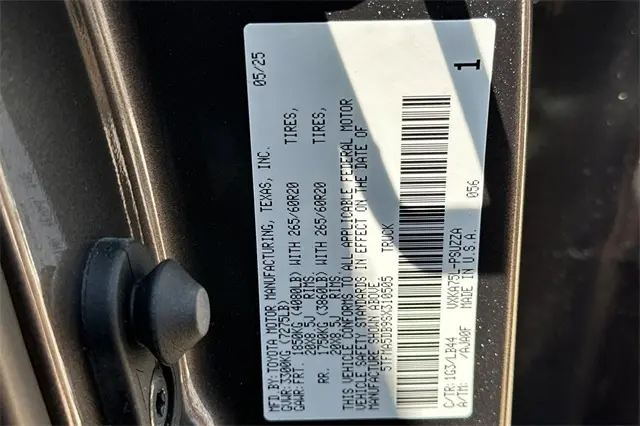 MFD.BY:TOYOTA MOTOR MANUFACTURING, TEXAS, INC. 05/25
GVWR:3300KG (7275LB)
GAWR:FRT. 1850KG (4080LB) WITH 265/60R20 TIRES,
20X8.5J RIMS,
RR. 1750KG (3860LB) WITH 265/60R20 TIRES,
20X8.5J RIMS
THIS VEHICLE CONFORMS TO ALL APPLICABLE FEDERAL MOTOR
VEHICLE SAFETY STANDARDS IN EFFECT ON THE DATE OF
MANUFACTURE SHOWN ABOVE.
TRUCK
056
C/TR:1G3/LB44 VXKA75L-PSUZZA
A/TM: /AJA0F MADE IN U.S.A.
1